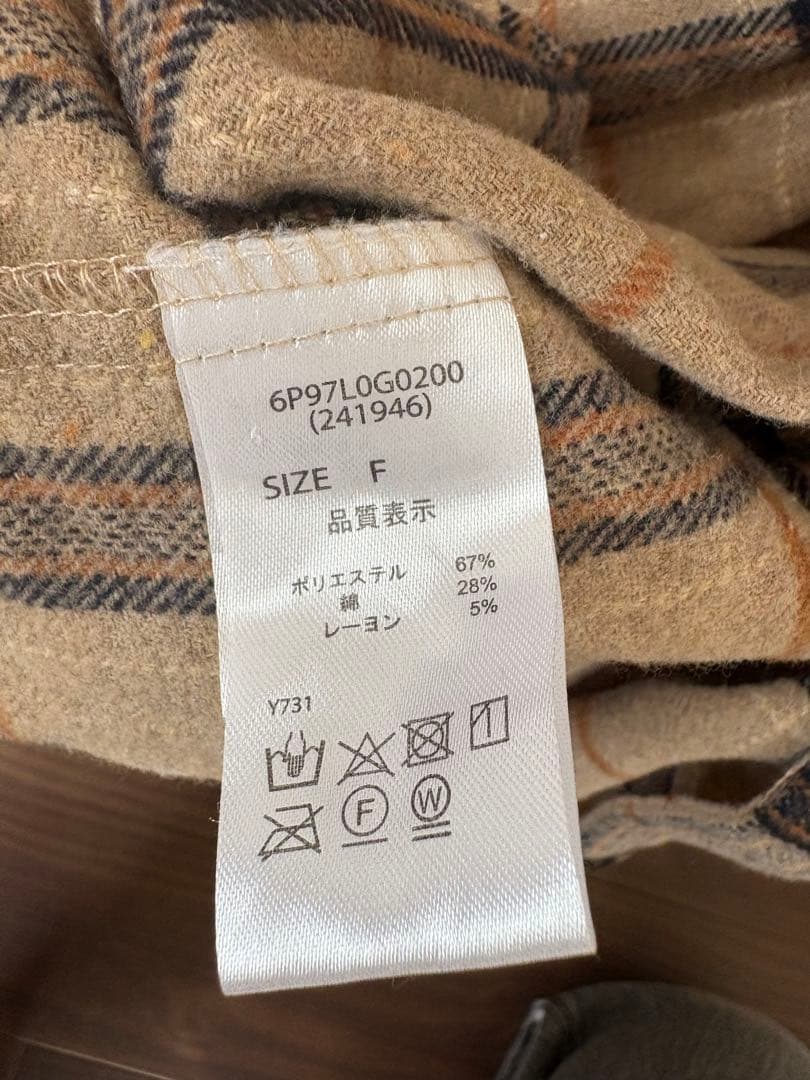 6P97L0G0200
(241946)
SIZE F
品質表示
ポリエステル 67%
綿 28%
レーヨン 5%
Y731
F W